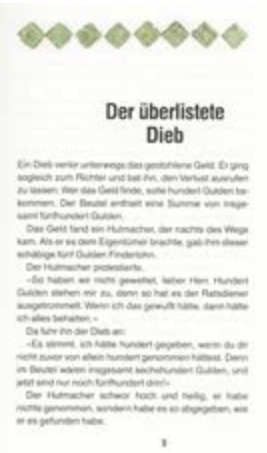 Der überlistete
Dieb
Ein Dieb verlor unterwegs das gestohlene Geld. Er ging
sogleich zum Richter und bat ihn, den Verlust ausrufen
zu lassen. Wer das Geld finde, solle hundert Gulden be-
kommen. Der Beutel enthielt eine Summe von insge-
samt fünfhundert Gulden.
Das Geld fand ein Hutmacher, der nachts des Wegs
kam. Als er es dem Eigentümer brachte, gab ihm dieser
schäbige fünf Gulden Finderlohn.
Der Hutmacher protestierte.
»So haben wir nicht gewettet, lieber Herr. Hundert
Gulden stehen mir zu, denn so hat es der Ratsdiener
ausgetrommelt. Wenn ich das gewußt hätte, dann hätte
ich alles behalten.«
Da fuhr ihn der Dieb an:
»Es stimmt, ich hätte hundert gegeben, wenn du dir
nicht zuvor von allein hundert genommen hättest. Denn
im Beutel waren insgesamt sechshundert Gulden, und
jetzt sind nur noch fünfhundert drin!«
Der Hutmacher schwor hoch und heilig, er habe
nichts genommen, sondern habe es so abgegeben, wie
er es gefunden habe.